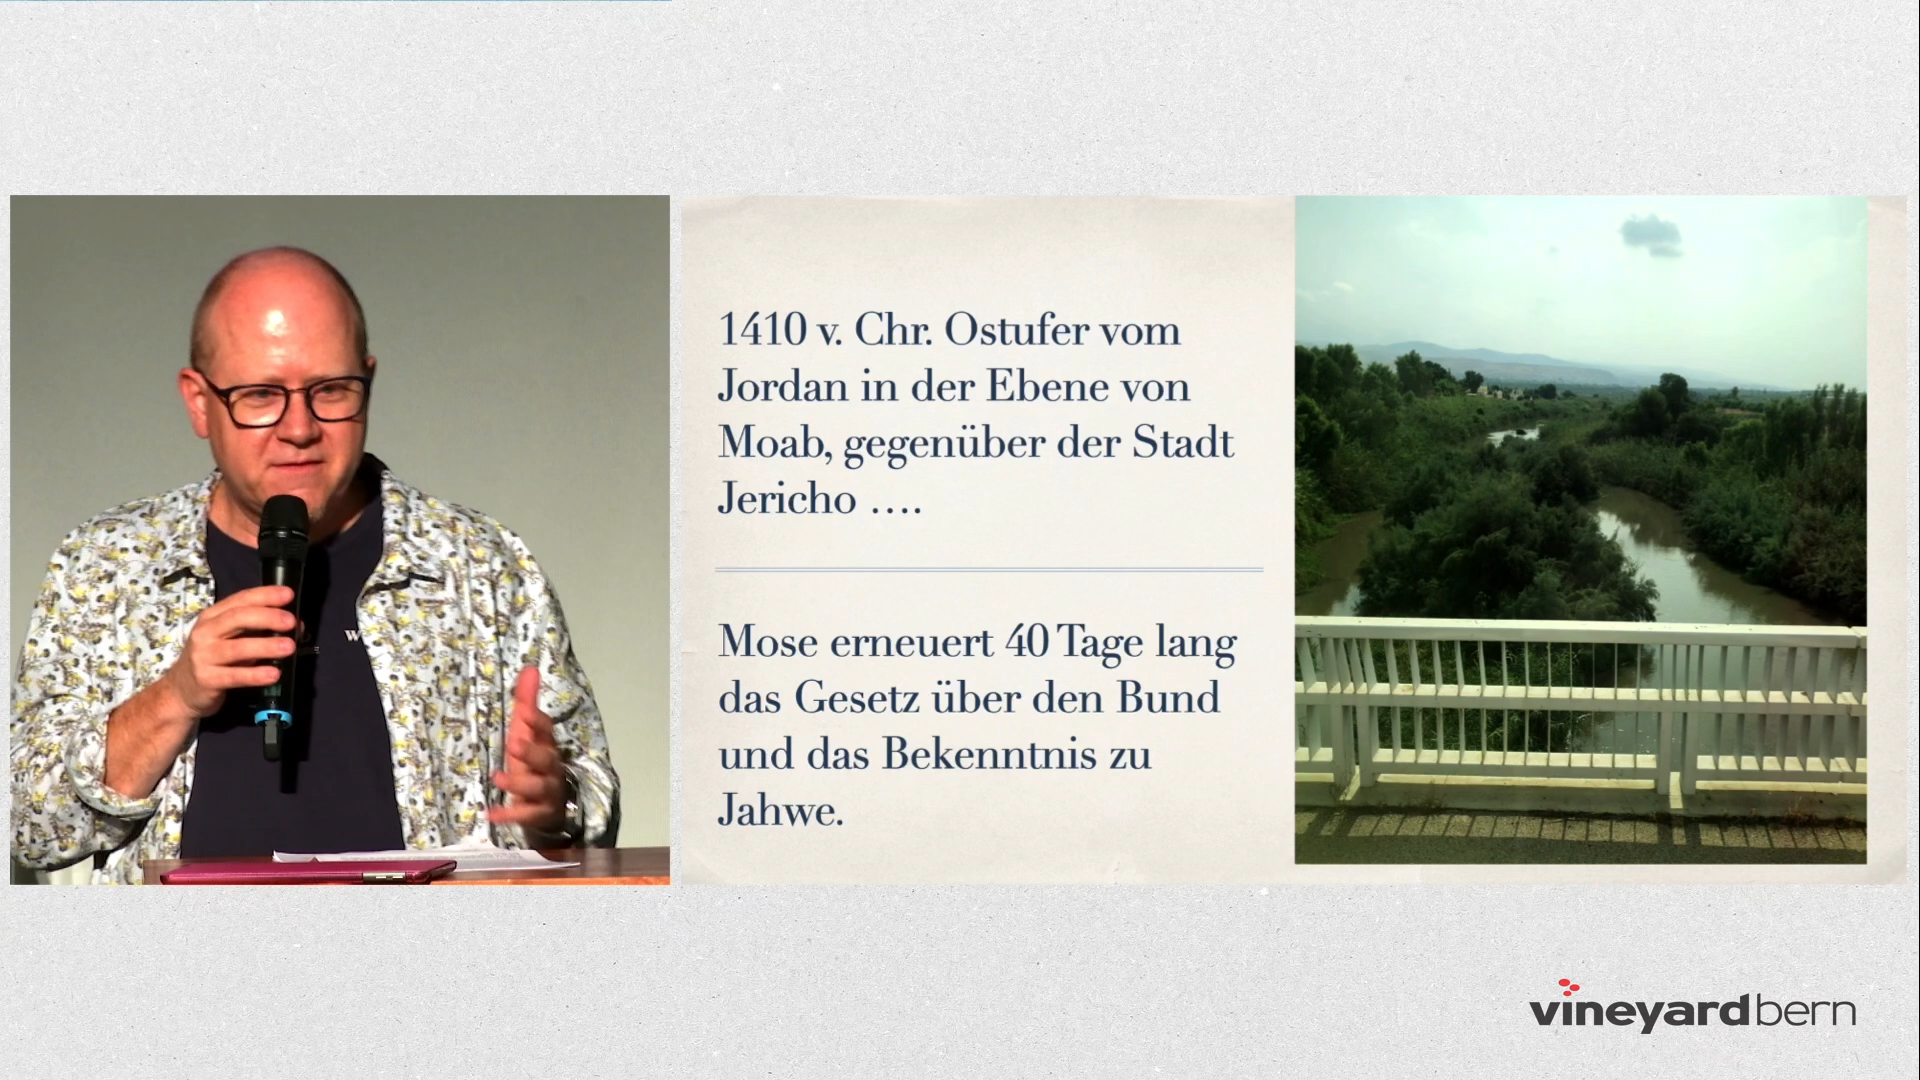 1410 v. Chr. Ostufer vom
Jordan in der Ebene von
Moab, gegenüber der Stadt
Jericho ....
Mose erneuert 40 Tage lang
das Gesetz über den Bund
und das Bekenntnis zu
Jahwe.
vineyardbern